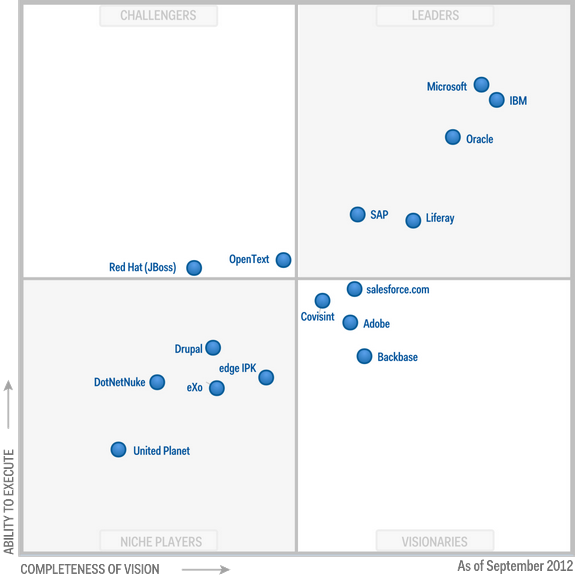 CHALLENGERS
LEADERS
Microsoft
IBM
Oracle
SAP
Liferay
OpenText
Red Hat (JBoss)
salesforce.com
Covisint
Adobe
Drupal
Backbase
edge IPK
DotNetNuke
eXo
United Planet
ABILITY TO EXECUTE
NICHE PLAYERS
VISIONARIES
COMPLETENESS OF VISION
As of September 2012